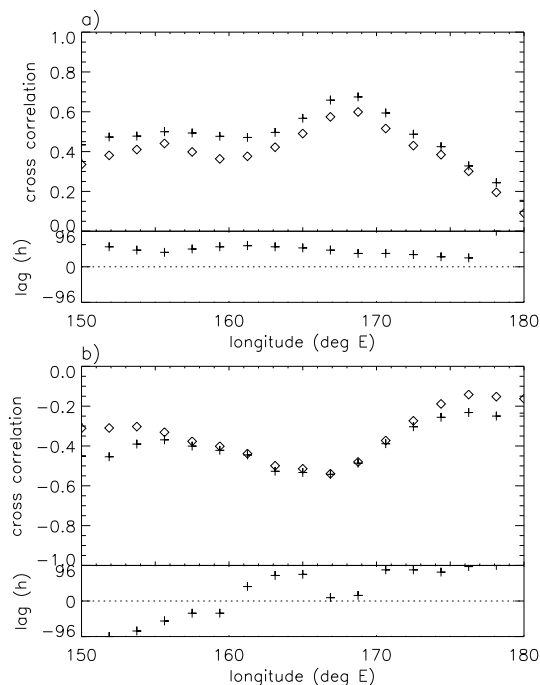 a)
1.0
0.8
0.6
0.4
0.2
0.0
cross correlation
96
0
−96
lag (h)
150 160 170 180
longitude (deg E)
b)
0.0
−0.2
−0.4
−0.6
−0.8
−1.0
cross correlation
96
0
−96
lag (h)
150 160 170 180
longitude (deg E)